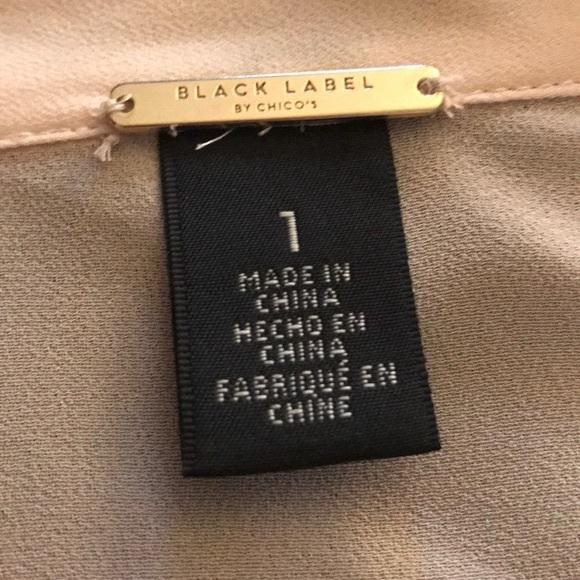 BLACK LABEL
BY CHICO'S
1
MADE IN
CHINA
HECHO EN
CHINA
FABRIQUÉ EN
CHINE